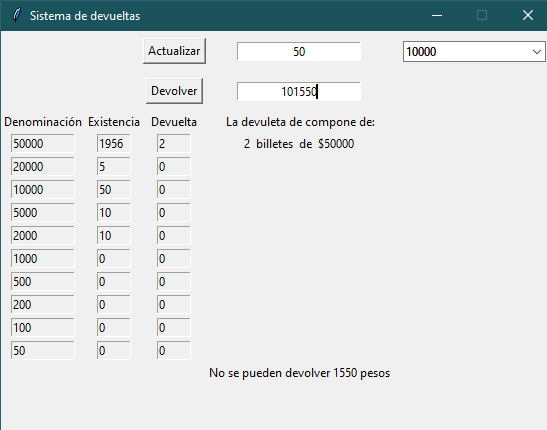 Sistema de devueltas
Actualizar 50 10000
Devolver 101550
Denominación Existencia Devuelta La devuleta de compone de:
50000 1956 2 2 billetes de $50000
20000 5 0
10000 50 0
5000 10 0
2000 10 0
1000 0 0
500 0 0
200 0 0
100 0 0
50 0 0
No se pueden devolver 1550 pesos